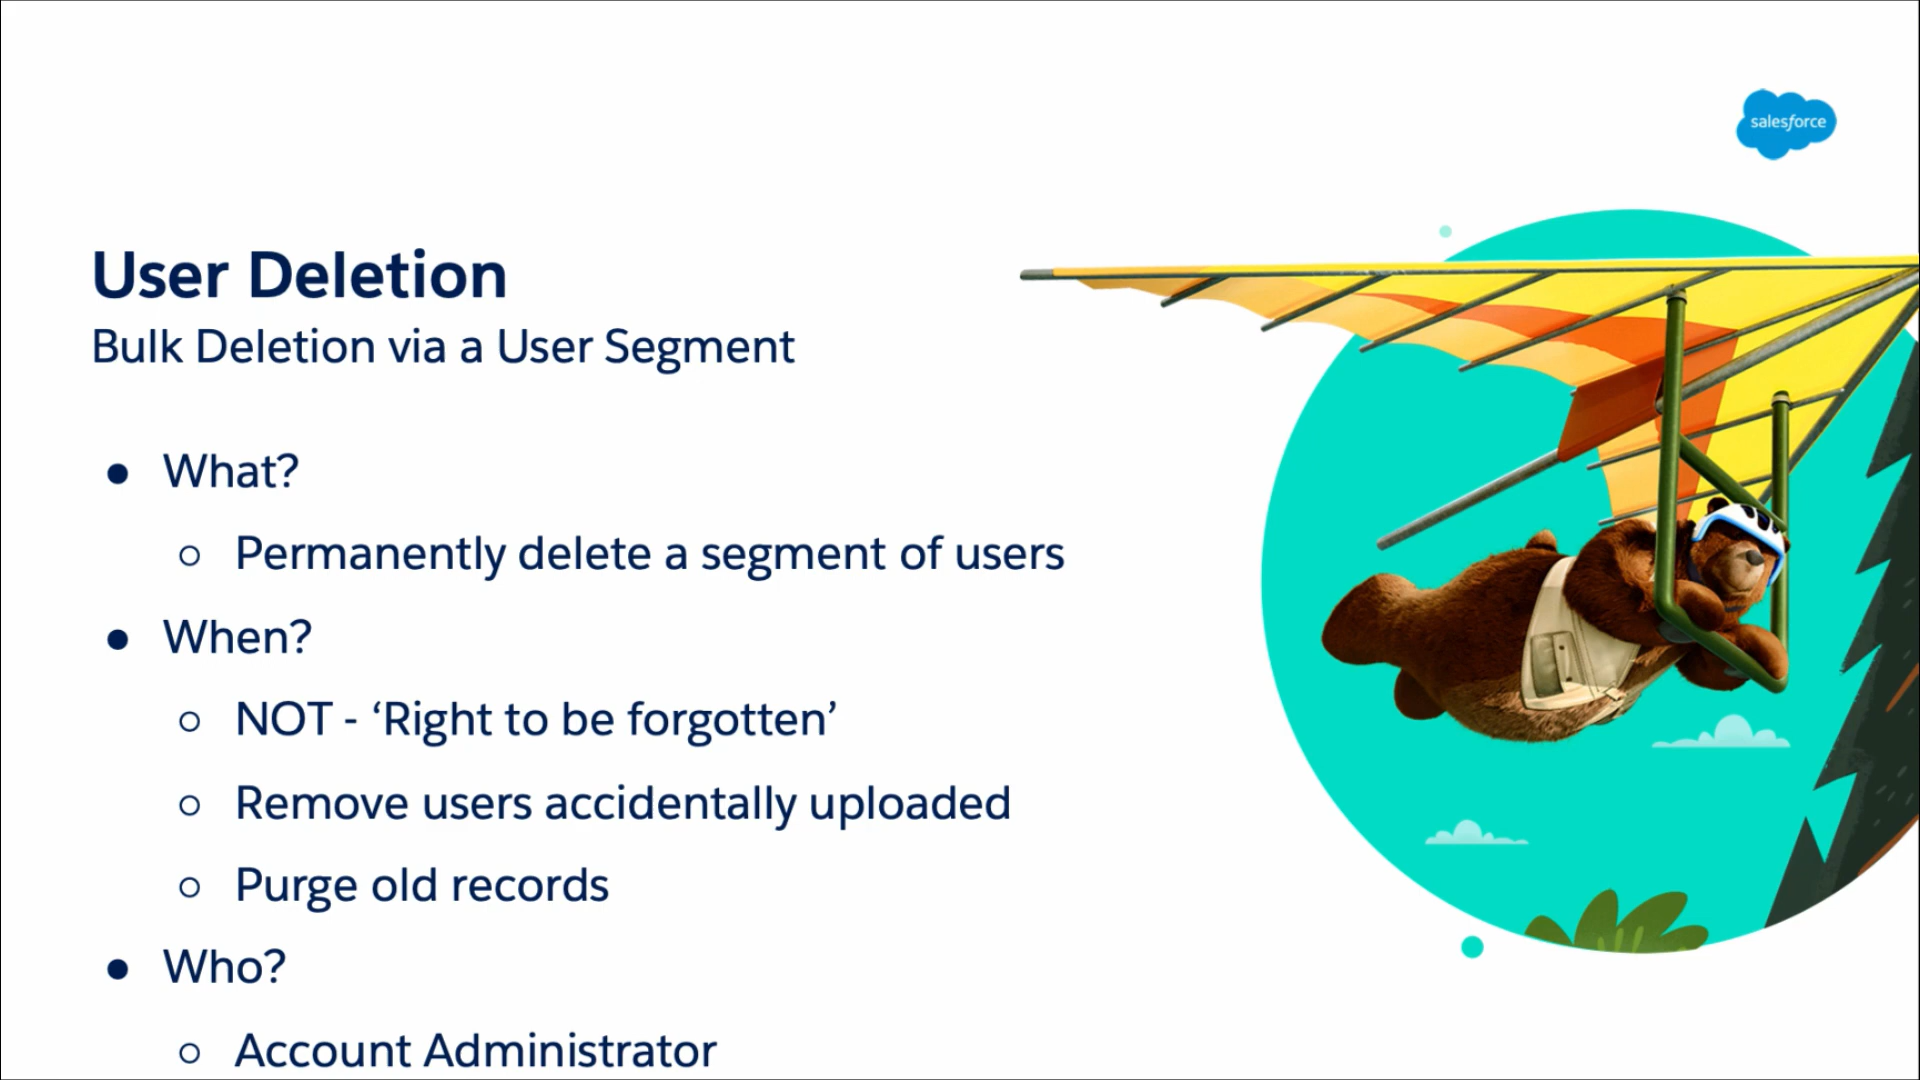 salesforce
User Deletion
Bulk Deletion via a User Segment
● What?
○ Permanently delete a segment of users
● When?
○ NOT - ‘Right to be forgotten’
○ Remove users accidentally uploaded
○ Purge old records
● Who?
○ Account Administrator